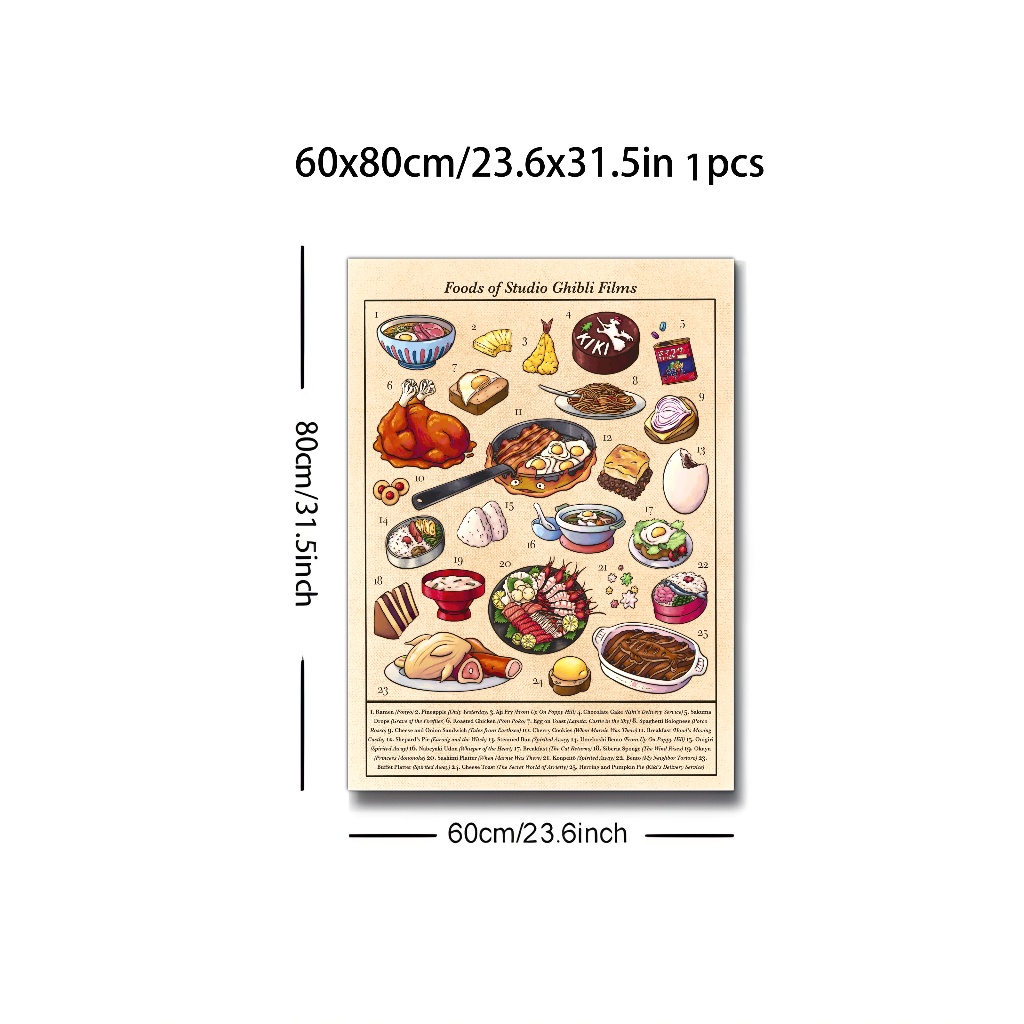 60x80cm/23.6x31.5in 1pcs
80cm/31.5inch
Foods of Studio Ghibli Films
1
2
3
4
KIKI
5
6
7
8
9
10
11
12
13
14
15
16
17
18
19
20
21
22
23
24
25
1. Ramen (Ponyo) 2. Pineapple (Only Yesterday, 3. Aji Fry (From Up On Poppy Hill) 4. Chocolate Cake (Kiki's Delivery Service) 5. Sakuma
Drops (Grave of the Fireflies) 6. Roasted Chicken (Pom Poko) 7. Egg on Toast (Laputa: Castle in the Sky) 8. Spaghetti Bolognese (Porco
Rosso) 9. Cheese and Onion Sandwich (Tales from Earthsea) 10. Cherry Cookies (When Marnie Was There) 11. Breakfast (Howl's Moving
Castle) 12. Shepard's Pie (Earwig and the Witch) 13. Steamed Bun (Spirited Away) 14. Bento (From Up On Poppy Hill) 15. Onigiri
(Spirited Away) 16. Nabeyaki Udon (Whisper of the Heart) 17. Breakfast (The Cat Returns) 18. Siberia Sponge (The Wind Rises) 19. Okayu
(Princess Mononoke) 20. Sashimi Platter (When Marnie Was There) 21. Konpeito (Spirited Away) 22. Bento (My Neighbor Totoro) 23.
Buffet Platter (Spirited Away) 24. Cheese Toast (The Secret World of Arrietty) 25. Herring and Pumpkin Pie (Kiki's Delivery Service)
60cm/23.6inch